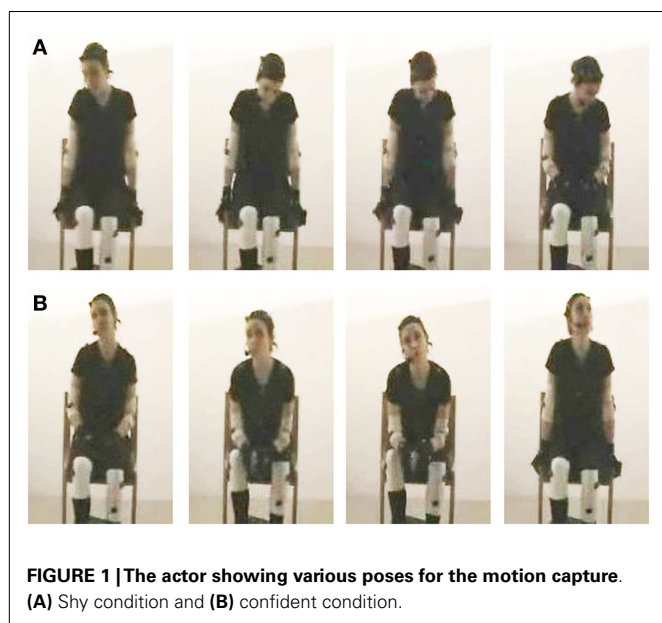 A
B
FIGURE 1 | The actor showing various poses for the motion capture.
(A) Shy condition and (B) confident condition.